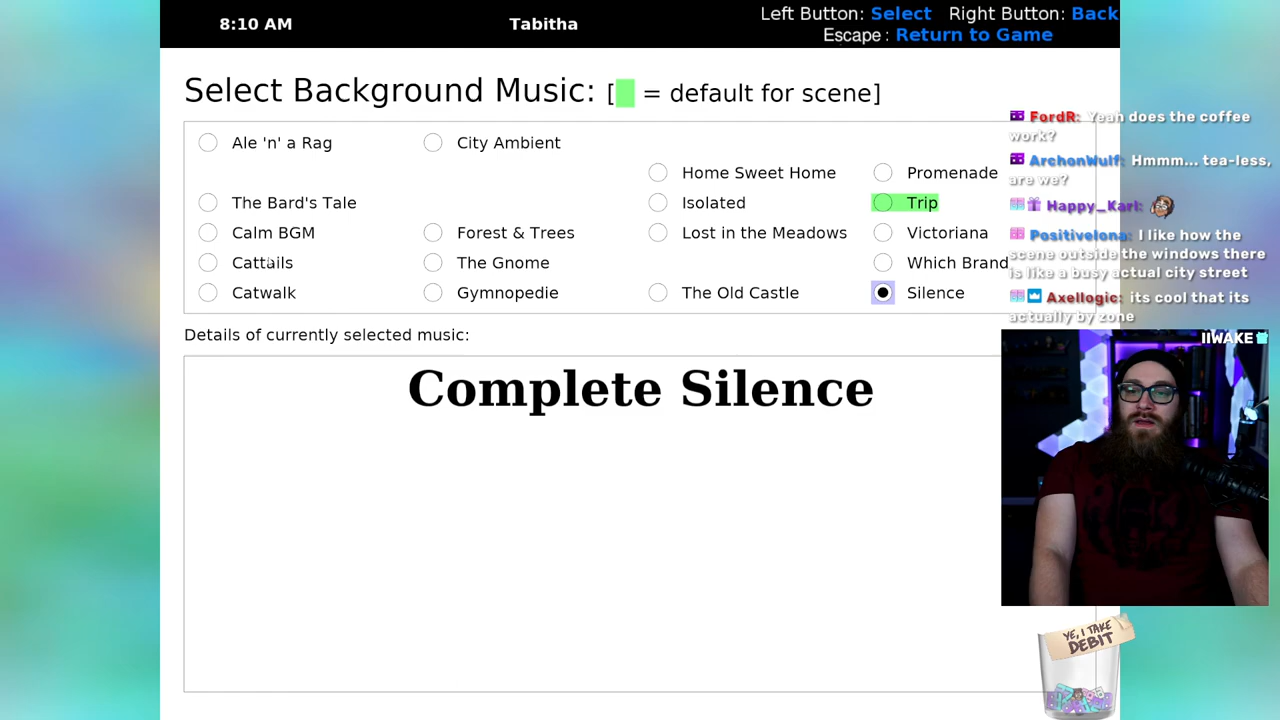 8:10 AM
Tabitha
Left Button: Select Right Button: Back
Escape : Return to Game
Select Background Music: [ = default for scene]
Ale 'n' a Rag
City Ambient
Home Sweet Home
Promenade
The Bard's Tale
Isolated
Trip
Calm BGM
Forest & Trees
Lost in the Meadows
Victoriana
Cattails
The Gnome
Which Brand
Catwalk
Gymnopedie
The Old Castle
Silence
Details of currently selected music:
Complete Silence
FordR: Yeah does the coffee
work?
ArchonWulf: Hmmm... tea-less,
are we?
Happy_Karl:
PositiveIona: I like how the
scene outside the windows there
is like a busy actual city street
Axellogic: its cool that its
actually by zone
IIWAKE
YE, I TAKE
DEBIT